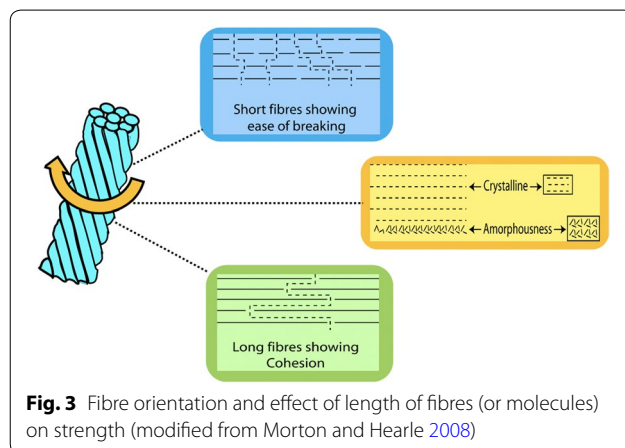 Short fibres showing
ease of breaking
Crystalline
Amorphousness
Long fibres showing
Cohesion
Fig. 3 Fibre orientation and effect of length of fibres (or molecules)
on strength (modified from Morton and Hearle 2008)